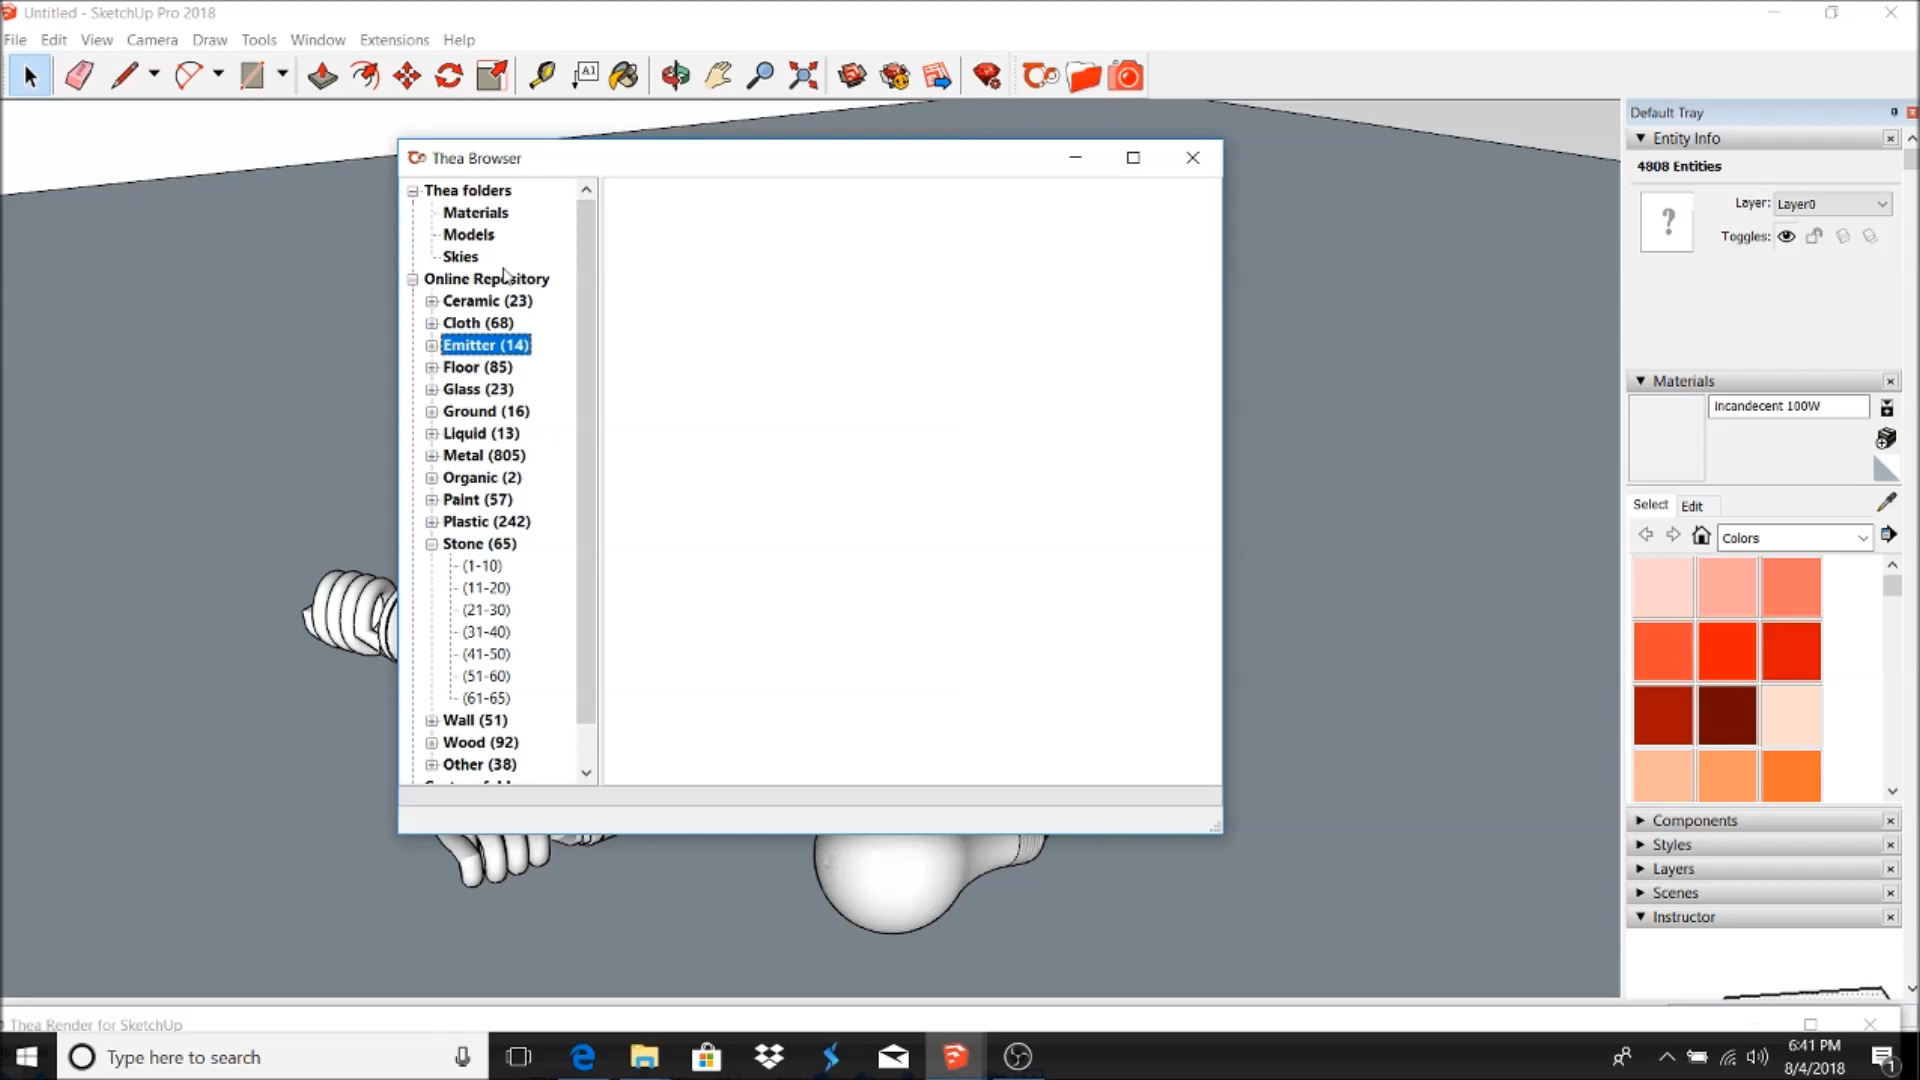 Untitled - SketchUp Pro 2018
File Edit View Camera Draw Tools Window Extensions Help
A1
Default Tray
Entity Info
4808 Entities
?
Layer: Layer0
Toggles:
Thea Browser
Thea folders
Materials
Models
Skies
Online Repository
Ceramic (23)
Cloth (68)
Emitter (14)
Floor (85)
Glass (23)
Ground (16)
Liquid (13)
Metal (805)
Organic (2)
Paint (57)
Plastic (242)
Stone (65)
(1-10)
(11-20)
(21-30)
(31-40)
(41-50)
(51-60)
(61-65)
Wall (51)
Wood (92)
Other (38)
Materials
Incandecent 100W
Select Edit
Colors
Components
Styles
Layers
Scenes
Instructor
Thea Render for SketchUp
Type here to search
6:41 PM
8/4/2018
1